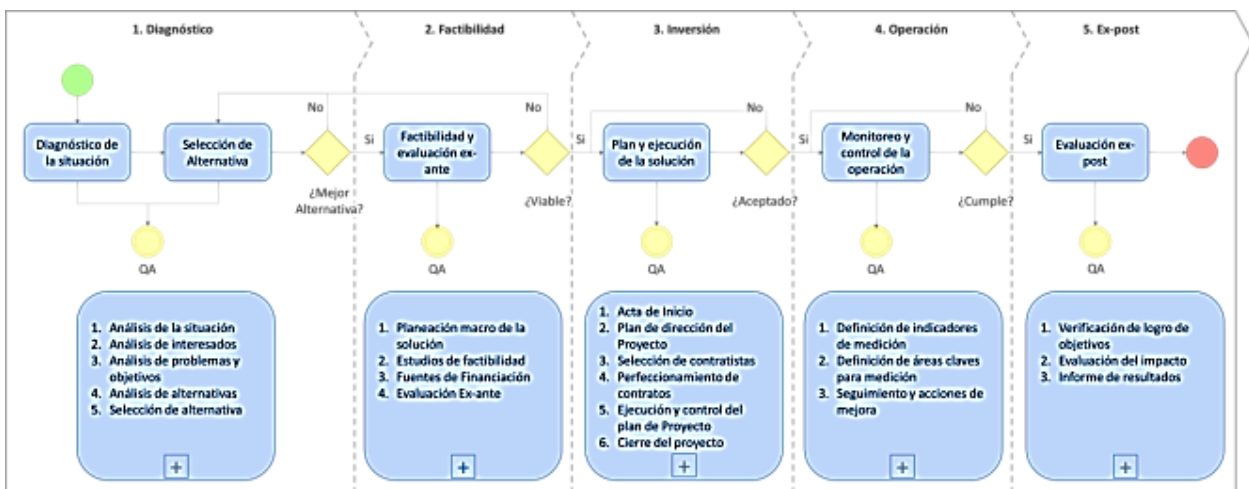 1. Diagnóstico
2. Factibilidad
3. Inversión
4. Operación
5. Ex-post
No
No
No
No
Diagnóstico de
la situación
Selección de
Alternativa
Si
Factibilidad y
evaluación ex-
ante
Si
Plan y ejecución
de la solución
Si
Monitoreo y
control de la
operación
Si
Evaluación ex-
post
¿Mejor
Alternativa?
¿Viable?
¿Aceptado?
¿Cumple?
QA
QA
QA
QA
QA
1. Análisis de la situación
2. Análisis de interesados
3. Análisis de problemas y
objetivos
4. Análisis de alternativas
5. Selección de alternativa
1. Planeación macro de la
solución
2. Estudios de factibilidad
3. Fuentes de Financiación
4. Evaluación Ex-ante
1. Acta de Inicio
2. Plan de dirección del
Proyecto
3. Selección de contratistas
4. Perfeccionamiento de
contratos
5. Ejecución y control del
plan de Proyecto
6. Cierre del proyecto
1. Definición de indicadores
de medición
2. Definición de áreas claves
para medición
3. Seguimiento y acciones de
mejora
1. Verificación de logro de
objetivos
2. Evaluación del impacto
3. Informe de resultados